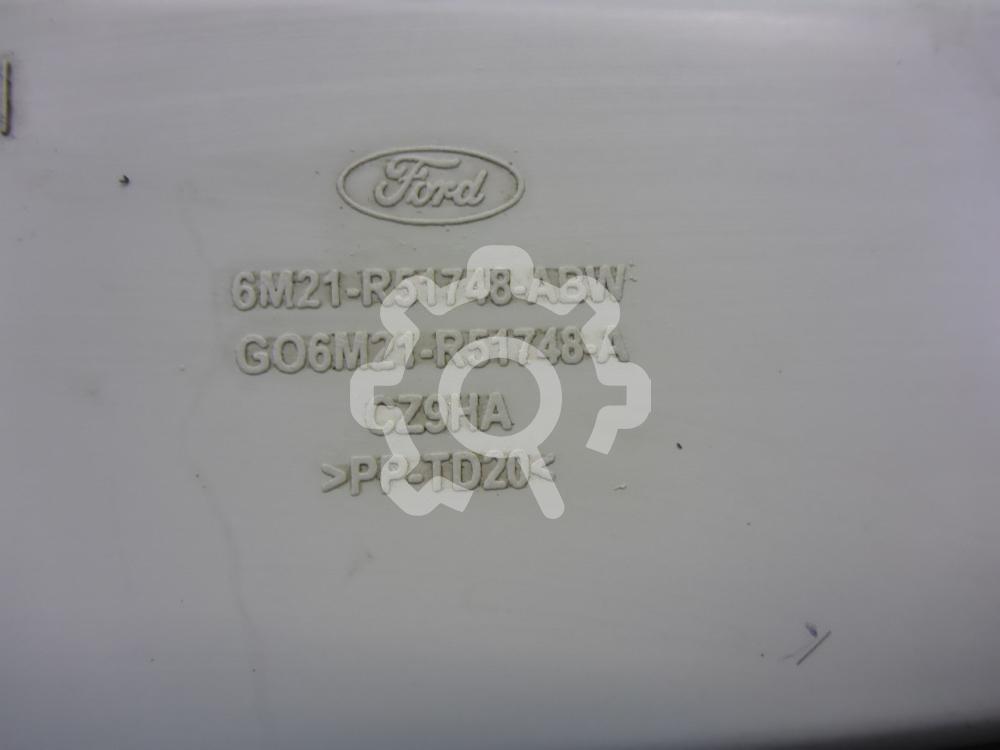 Ford
6M21-R51748-ABW
GO6M21-R51748-A
CZ9HA
>PP-TD20<